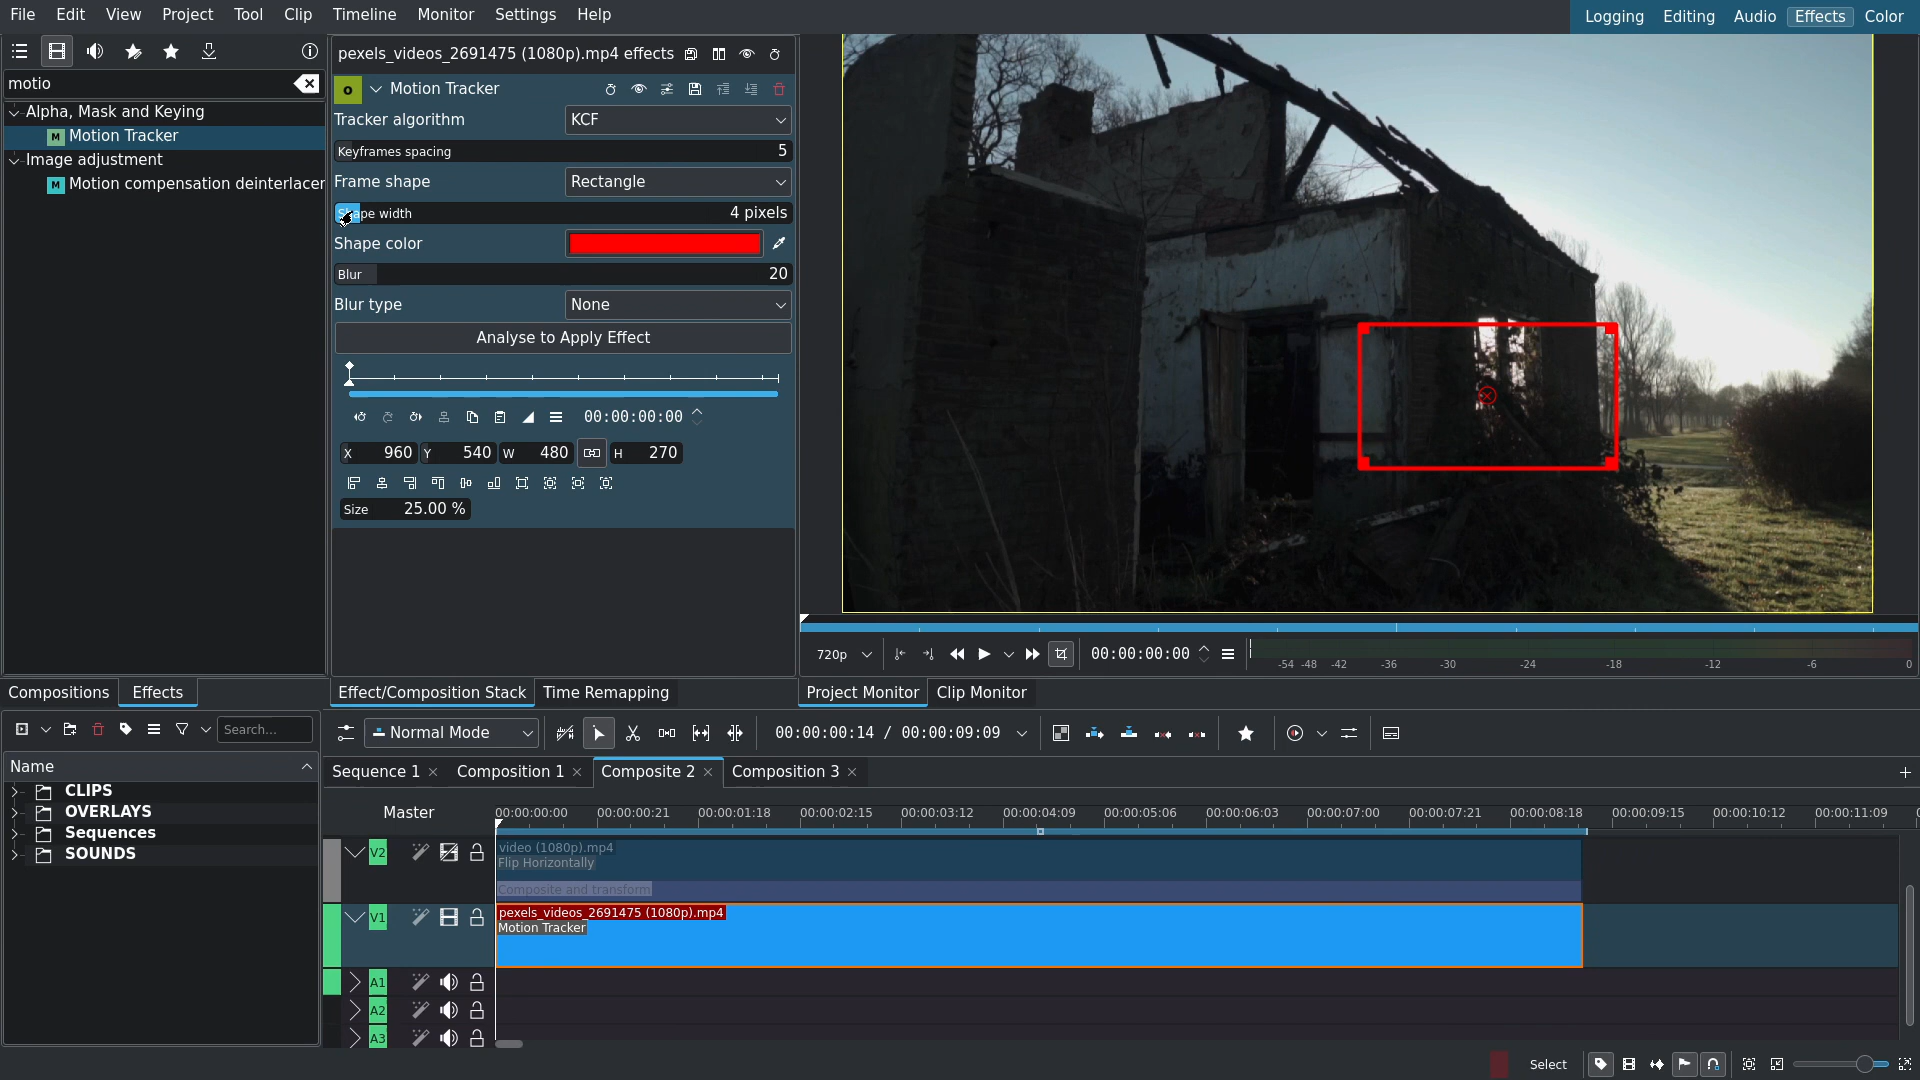 File Edit View Project Tool Clip Timeline Monitor Settings Help
Logging Editing Audio Effects Color
motio
Alpha, Mask and Keying
M Motion Tracker
Image adjustment
M Motion compensation deinterlacer
pexels_videos_2691475 (1080p).mp4 effects
o Motion Tracker
Tracker algorithm KCF
Keyframes spacing 5
Frame shape Rectangle
Shape width 4 pixels
Shape color
Blur 20
Blur type None
Analyse to Apply Effect
00:00:00:00
X 960 Y 540 W 480 H 270
Size 25.00 %
720p 00:00:00:00 -54 -48 -42 -36 -30 -24 -18 -12 -6 0
Compositions Effects
Effect/Composition Stack Time Remapping
Project Monitor Clip Monitor
Search...
Normal Mode 00:00:00:14 / 00:00:09:09
Name
CLIPS
OVERLAYS
Sequences
SOUNDS
Sequence 1 Composition 1 Composite 2 Composition 3
Master 00:00:00:00 00:00:00:21 00:00:01:18 00:00:02:15 00:00:03:12 00:00:04:09 00:00:05:06 00:00:06:03 00:00:07:00 00:00:07:21 00:00:08:18 00:00:09:15 00:00:10:12 00:00:11:09
V2 video (1080p).mp4
Flip Horizontally
Composite and transform
V1 pexels_videos_2691475 (1080p).mp4
Motion Tracker
A1
A2
A3
Select